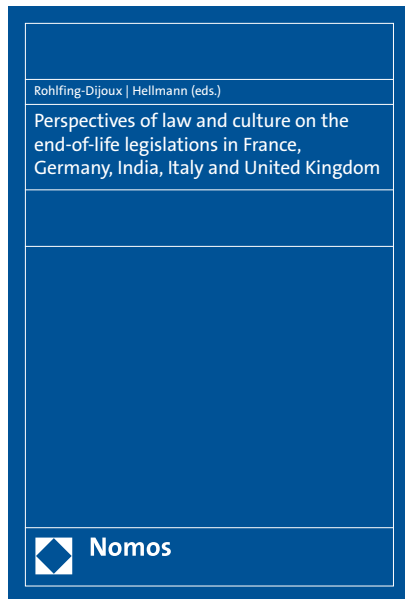 Rohlfing-Dijoux | Hellmann (eds.)
Perspectives of law and culture on the
end-of-life legislations in France,
Germany, India, Italy and United Kingdom
Nomos